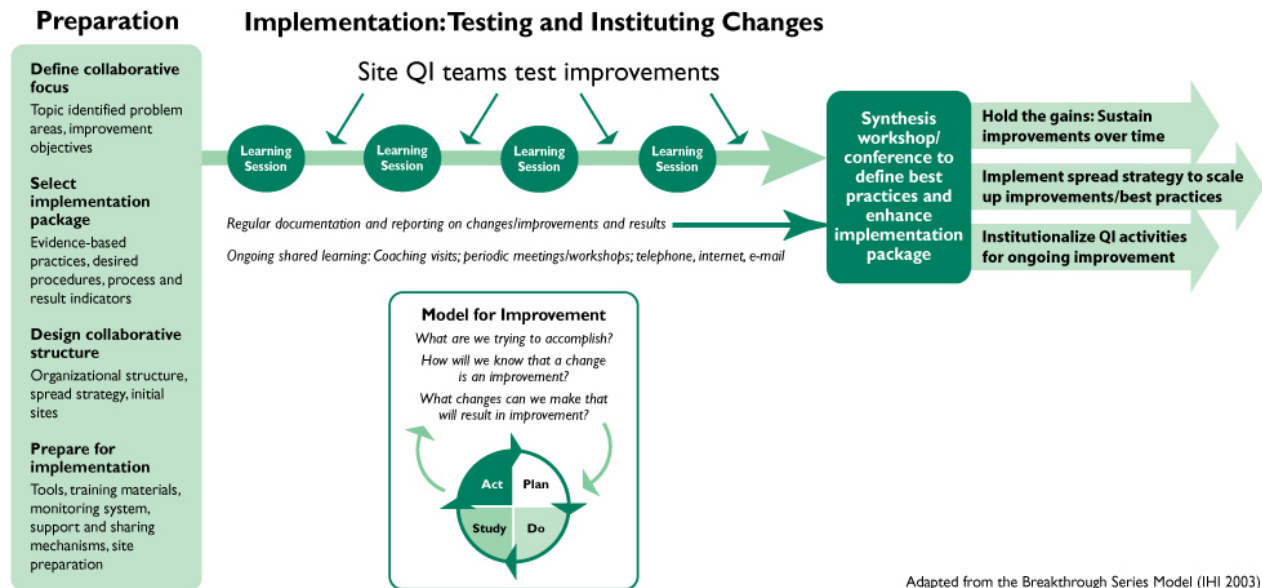 Preparation
Define collaborative
focus
Topic identified problem
areas, improvement
objectives
Select
implementation
package
Evidence-based
practices, desired
procedures, process and
result indicators
Design collaborative
structure
Organizational structure,
spread strategy, initial
sites
Prepare for
implementation
Tools, training materials,
monitoring system,
support and sharing
mechanisms, site
preparation
Implementation: Testing and Instituting Changes
Site QI teams test improvements
Learning
Session
Learning
Session
Learning
Session
Learning
Session
Regular documentation and reporting on changes/improvements and results
Ongoing shared learning: Coaching visits; periodic meetings/workshops; telephone, internet, e-mail
Model for Improvement
What are we trying to accomplish?
How will we know that a change
is an improvement?
What changes can we make that
will result in improvement?
Act
Plan
Study
Do
Synthesis
workshop/
conference to
define best
practices and
enhance
implementation
package
Hold the gains: Sustain
improvements over time
Implement spread strategy to scale
up improvements/best practices
Institutionalize QI activities
for ongoing improvement
Adapted from the Breakthrough Series Model (IHI 2003)